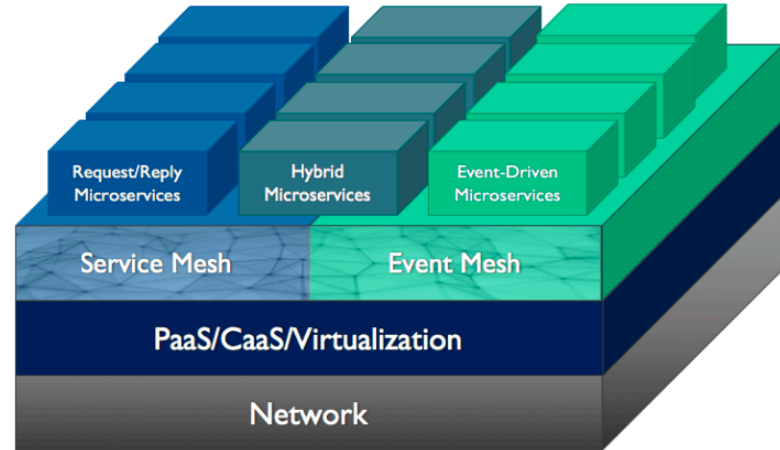 Request/Reply
Microservices
Hybrid
Microservices
Event-Driven
Microservices
Service Mesh
Event Mesh
PaaS/CaaS/Virtualization
Network